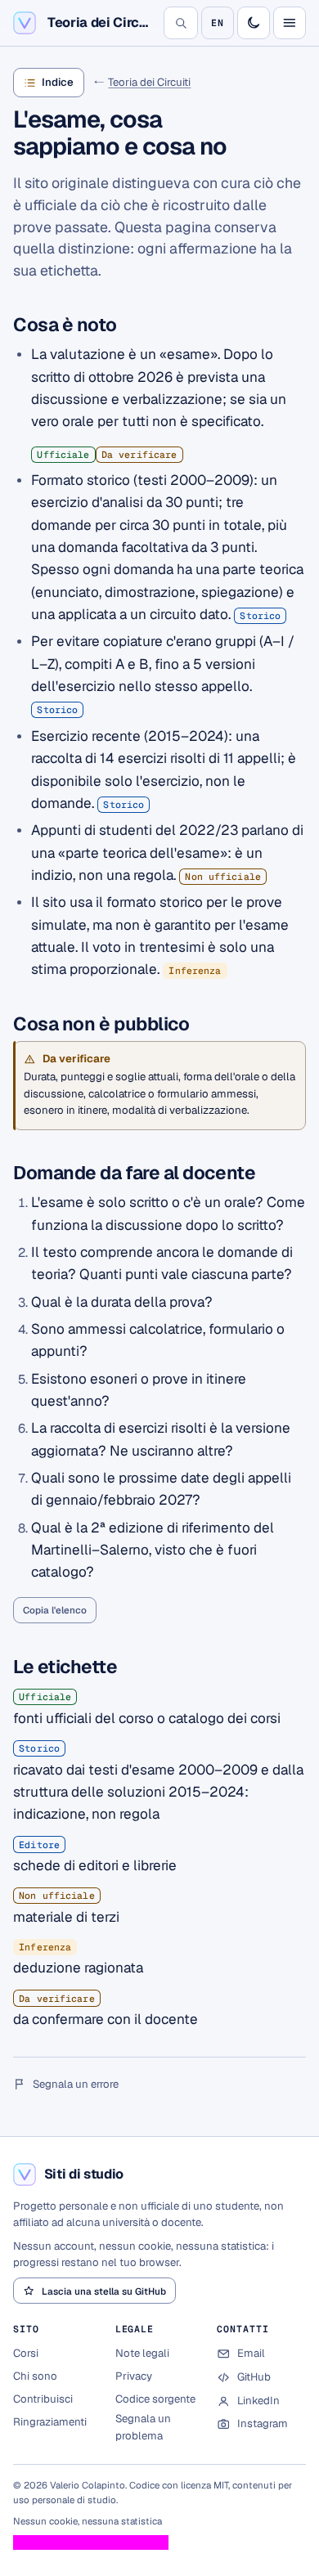 Teoria dei Circ...
EN
Indice
← Teoria dei Circuiti
L'esame, cosa
sappiamo e cosa no
Il sito originale distingueva con cura ciò che
è ufficiale da ciò che è ricostruito dalle
prove passate. Questa pagina conserva
quella distinzione: ogni affermazione ha la
sua etichetta.
Cosa è noto
• La valutazione è un «esame». Dopo lo
scritto di ottobre 2026 è prevista una
discussione e verbalizzazione; se sia un
vero orale per tutti non è specificato.
Ufficiale Da verificare
• Formato storico (testi 2000–2009): un
esercizio d'analisi da 30 punti; tre
domande per circa 30 punti in totale, più
una domanda facoltativa da 3 punti.
Spesso ogni domanda ha una parte teorica
(enunciato, dimostrazione, spiegazione) e
una applicata a un circuito dato. Storico
• Per evitare copiature c'erano gruppi (A–I /
L–Z), compiti A e B, fino a 5 versioni
dell'esercizio nello stesso appello.
Storico
• Esercizio recente (2015–2024): una
raccolta di 14 esercizi risolti di 11 appelli; è
disponibile solo l'esercizio, non le
domande. Storico
• Appunti di studenti del 2022/23 parlano di
una «parte teorica dell'esame»: è un
indizio, non una regola. Non ufficiale
• Il sito usa il formato storico per le prove
simulate, ma non è garantito per l'esame
attuale. Il voto in trentesimi è solo una
stima proporzionale. Inferenza
Cosa non è pubblico
Da verificare
Durata, punteggi e soglie attuali, forma dell'orale o della
discussione, calcolatrice o formulario ammessi,
esonero in itinere, modalità di verbalizzazione.
Domande da fare al docente
1. L'esame è solo scritto o c'è un orale? Come
funziona la discussione dopo lo scritto?
2. Il testo comprende ancora le domande di
teoria? Quanti punti vale ciascuna parte?
3. Qual è la durata della prova?
4. Sono ammessi calcolatrice, formulario o
appunti?
5. Esistono esoneri o prove in itinere
quest'anno?
6. La raccolta di esercizi risolti è la versione
aggiornata? Ne usciranno altre?
7. Quali sono le prossime date degli appelli
di gennaio/febbraio 2027?
8. Qual è la 2ª edizione di riferimento del
Martinelli–Salerno, visto che è fuori
catalogo?
Copia l'elenco
Le etichette
Ufficiale
fonti ufficiali del corso o catalogo dei corsi
Storico
ricavato dai testi d'esame 2000–2009 e dalla
struttura delle soluzioni 2015–2024:
indicazione, non regola
Editore
schede di editori e librerie
Non ufficiale
materiale di terzi
Inferenza
deduzione ragionata
Da verificare
da confermare con il docente
Segnala un errore
Siti di studio
Progetto personale e non ufficiale di uno studente, non
affiliato ad alcuna università o docente.
Nessun account, nessun cookie, nessuna statistica: i
progressi restano nel tuo browser.
Lascia una stella su GitHub
SITO
Corsi
Chi sono
Contribuisci
Ringraziamenti
LEGALE
Note legali
Privacy
Codice sorgente
Segnala un
problema
CONTATTI
Email
GitHub
LinkedIn
Instagram
© 2026 Valerio Colapinto. Codice con licenza MIT, contenuti per
uso personale di studio.
Nessun cookie, nessuna statistica